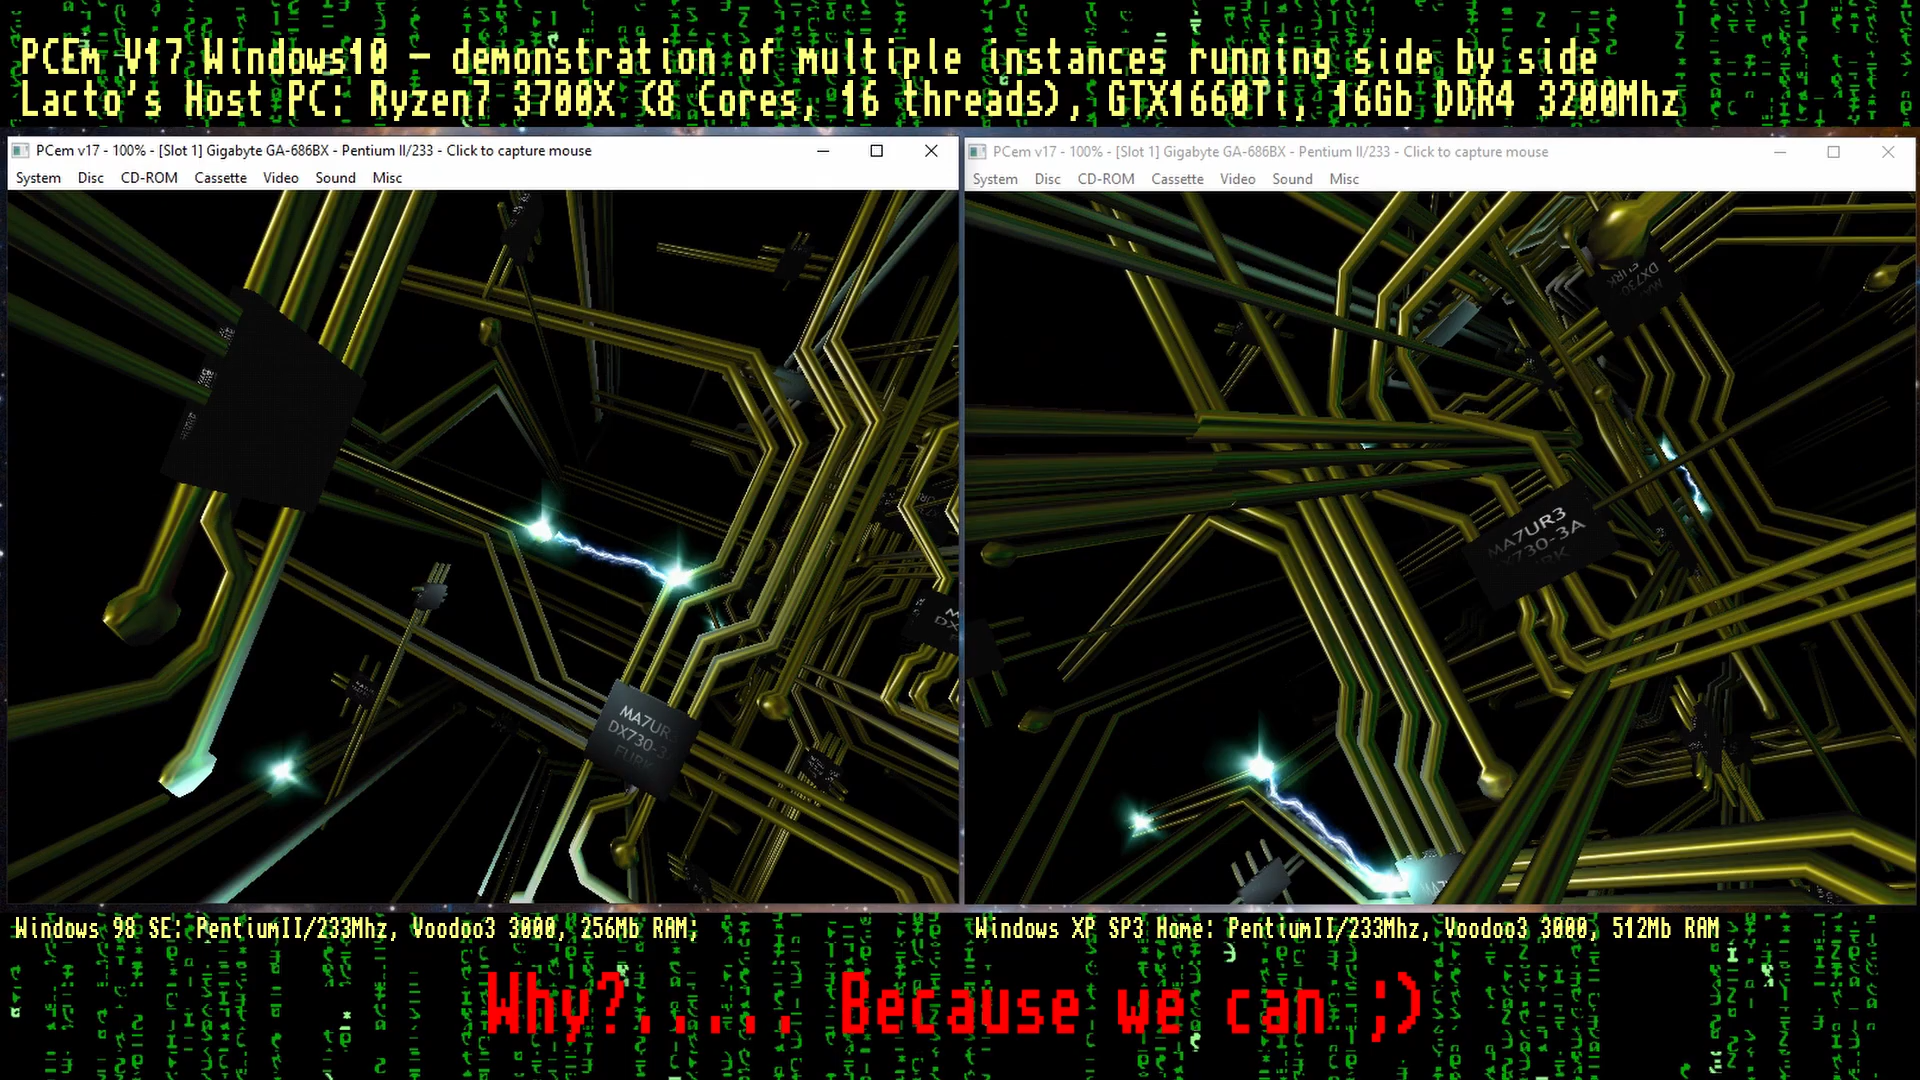 PCEm V17 Windows10 - demonstration of multiple instances running side by side
Lacto's Host PC: Ryzen7 3700X (8 Cores, 16 threads), GTX1660Ti, 16Gb DDR4 3200Mhz
PCem v17 - 100% - [Slot 1] Gigabyte GA-686BX - Pentium II/233 - Click to capture mouse
System Disc CD-ROM Cassette Video Sound Misc
MA7UR3
DX730-3
FURK
PCem v17 - 100% - [Slot 1] Gigabyte GA-686BX - Pentium II/233 - Click to capture mouse
System Disc CD-ROM Cassette Video Sound Misc
MA7UR3
X730-3A
Windows 98 SE: PentiumII/233Mhz, Voodoo3 3000, 256Mb RAM;
Windows XP SP3 Home: PentiumII/233Mhz, Voodoo3 3000, 512Mb RAM
Why?..... Because we can ;)